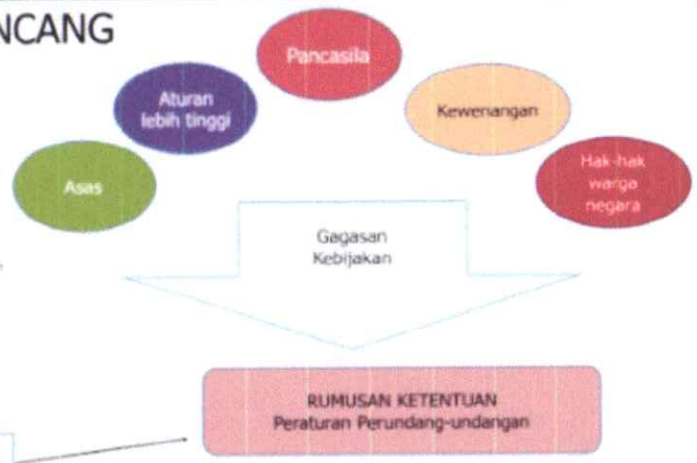 NCANG
Pancasila
Aturan
lebih tinggi
Kewenangan
Asas
Hak-hak
warga
negara
Gagasan
Kebijakan
RUMUSAN KETENTUAN
Peraturan Perundang-undangan